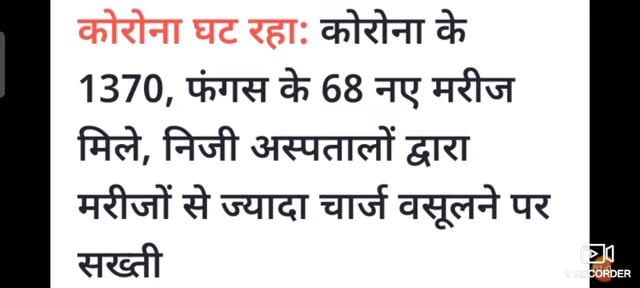 कोरोना घट रहा: कोरोना के
1370, फंगस के 68 नए मरीज
मिले, निजी अस्पतालों द्वारा
मरीजों से ज्यादा चार्ज वसूलने पर
सख्ती
V RECORDER